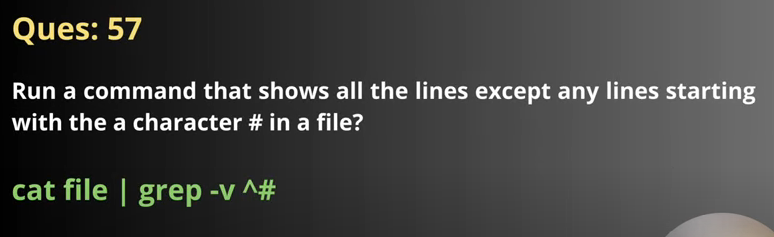 Ques: 57
Run a command that shows all the lines except any lines starting
with the a character # in a file?
cat file | grep -v ^#